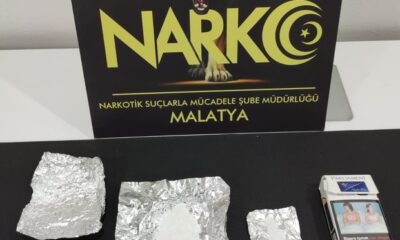 NARKO
NARKOTİK SUÇLARLA MÜCADELE ŞUBE MÜDÜRLÜĞÜ
MALATYA
PARLIAMENT